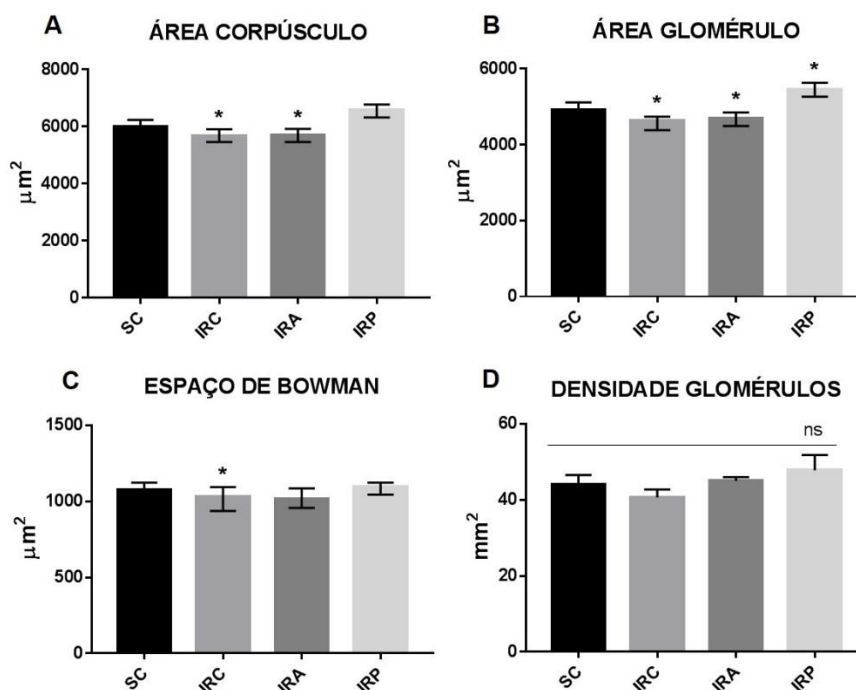 A
ÁREA CORPÚSCULO
8000
6000
4000
2000
0
μm²
*
*
SC
IRC
IRA
IRP
B
ÁREA GLOMÉRULO
6000
4000
2000
0
μm²
*
*
*
SC
IRC
IRA
IRP
C
ESPAÇO DE BOWMAN
1500
1000
500
0
μm²
*
SC
IRC
IRA
IRP
D
DENSIDADE GLOMÉRULOS
60
40
20
0
mm²
ns
SC
IRC
IRA
IRP